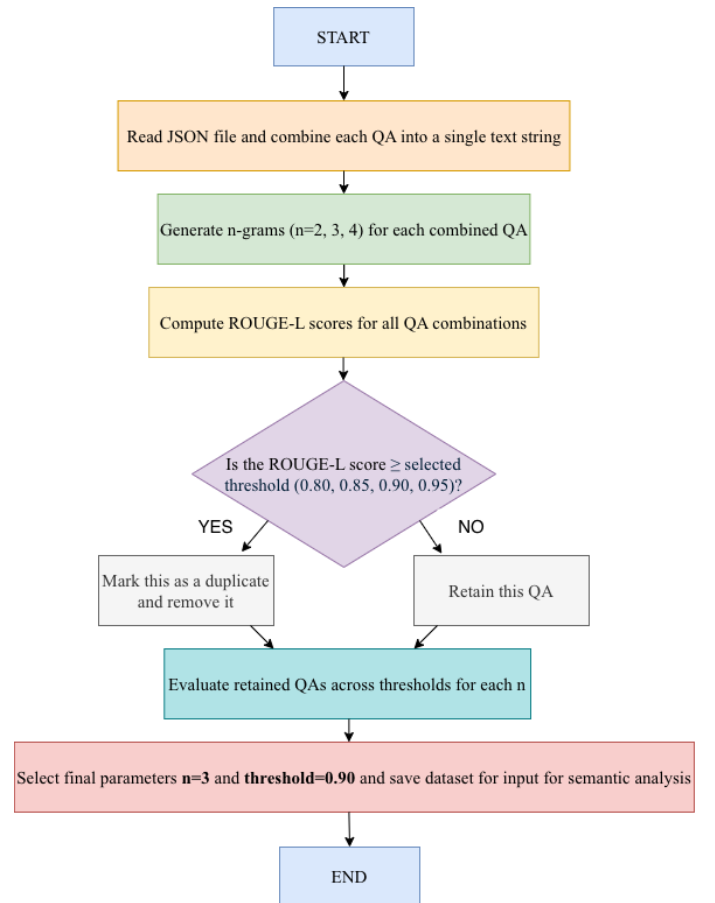 START
Read JSON file and combine each QA into a single text string
Generate n-grams (n=2, 3, 4) for each combined QA
Compute ROUGE-L scores for all QA combinations
Is the ROUGE-L score ≥ selected
threshold (0.80, 0.85, 0.90, 0.95)?
YES
NO
Mark this as a duplicate
and remove it
Retain this QA
Evaluate retained QAs across thresholds for each n
Select final parameters n=3 and threshold=0.90 and save dataset for input for semantic analysis
END